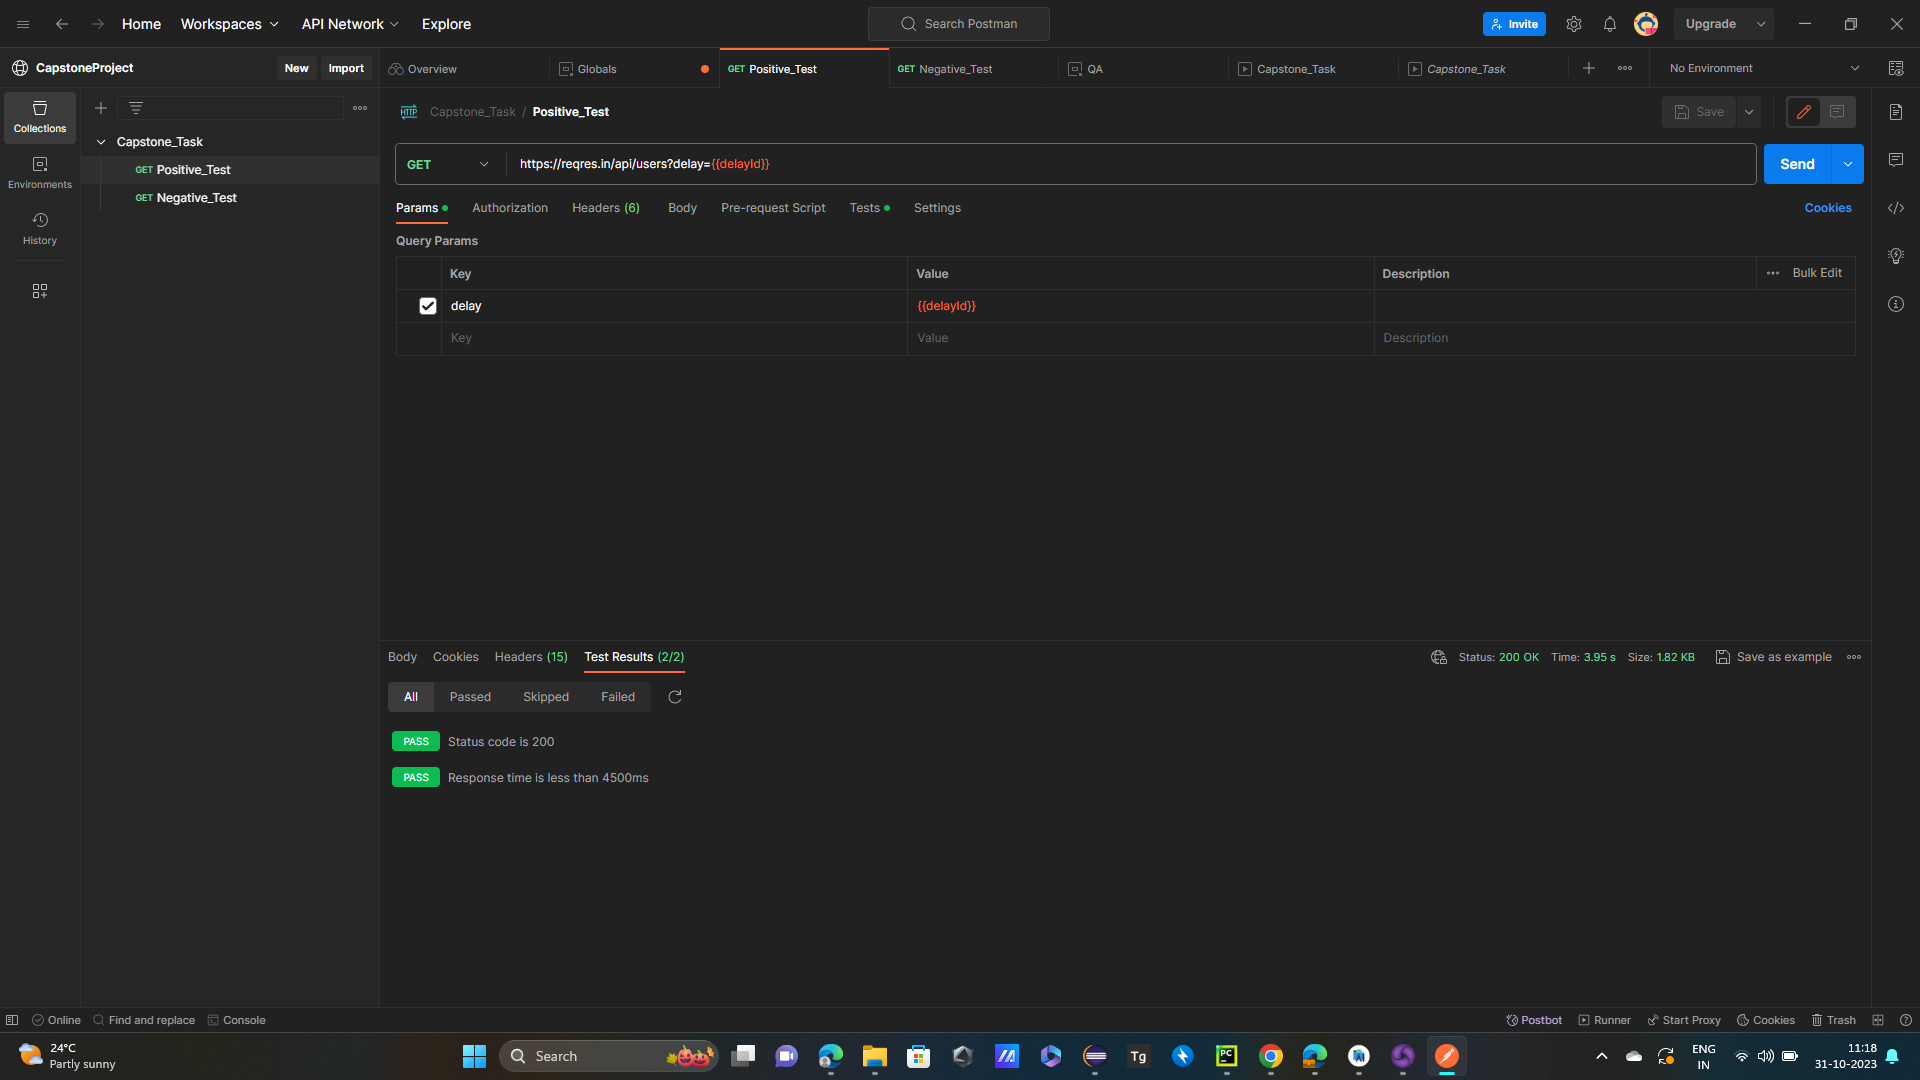 Home
Workspaces
API Network
Explore
Search Postman
Invite
Upgrade
CapstoneProject
New
Import
Overview
Globals
GET Positive_Test
GET Negative_Test
QA
Capstone_Task
Capstone_Task
No Environment
Collections
Environments
History
Capstone_Task
GET Positive_Test
GET Negative_Test
HTTP
Capstone_Task / Positive_Test
Save
GET
https://reqres.in/api/users?delay={{delayId}}
Send
Params
Authorization
Headers (6)
Body
Pre-request Script
Tests
Settings
Cookies
Query Params
Key
Value
Description
Bulk Edit
delay
{{delayId}}
Key
Value
Description
Body
Cookies
Headers (15)
Test Results (2/2)
Status: 200 OK
Time: 3.95 s
Size: 1.82 KB
Save as example
All
Passed
Skipped
Failed
PASS Status code is 200
PASS Response time is less than 4500ms
Online
Find and replace
Console
Postbot
Runner
Start Proxy
Cookies
Trash
24°C
Partly sunny
Search
Tg
PC
ENG
IN
11:18
31-10-2023